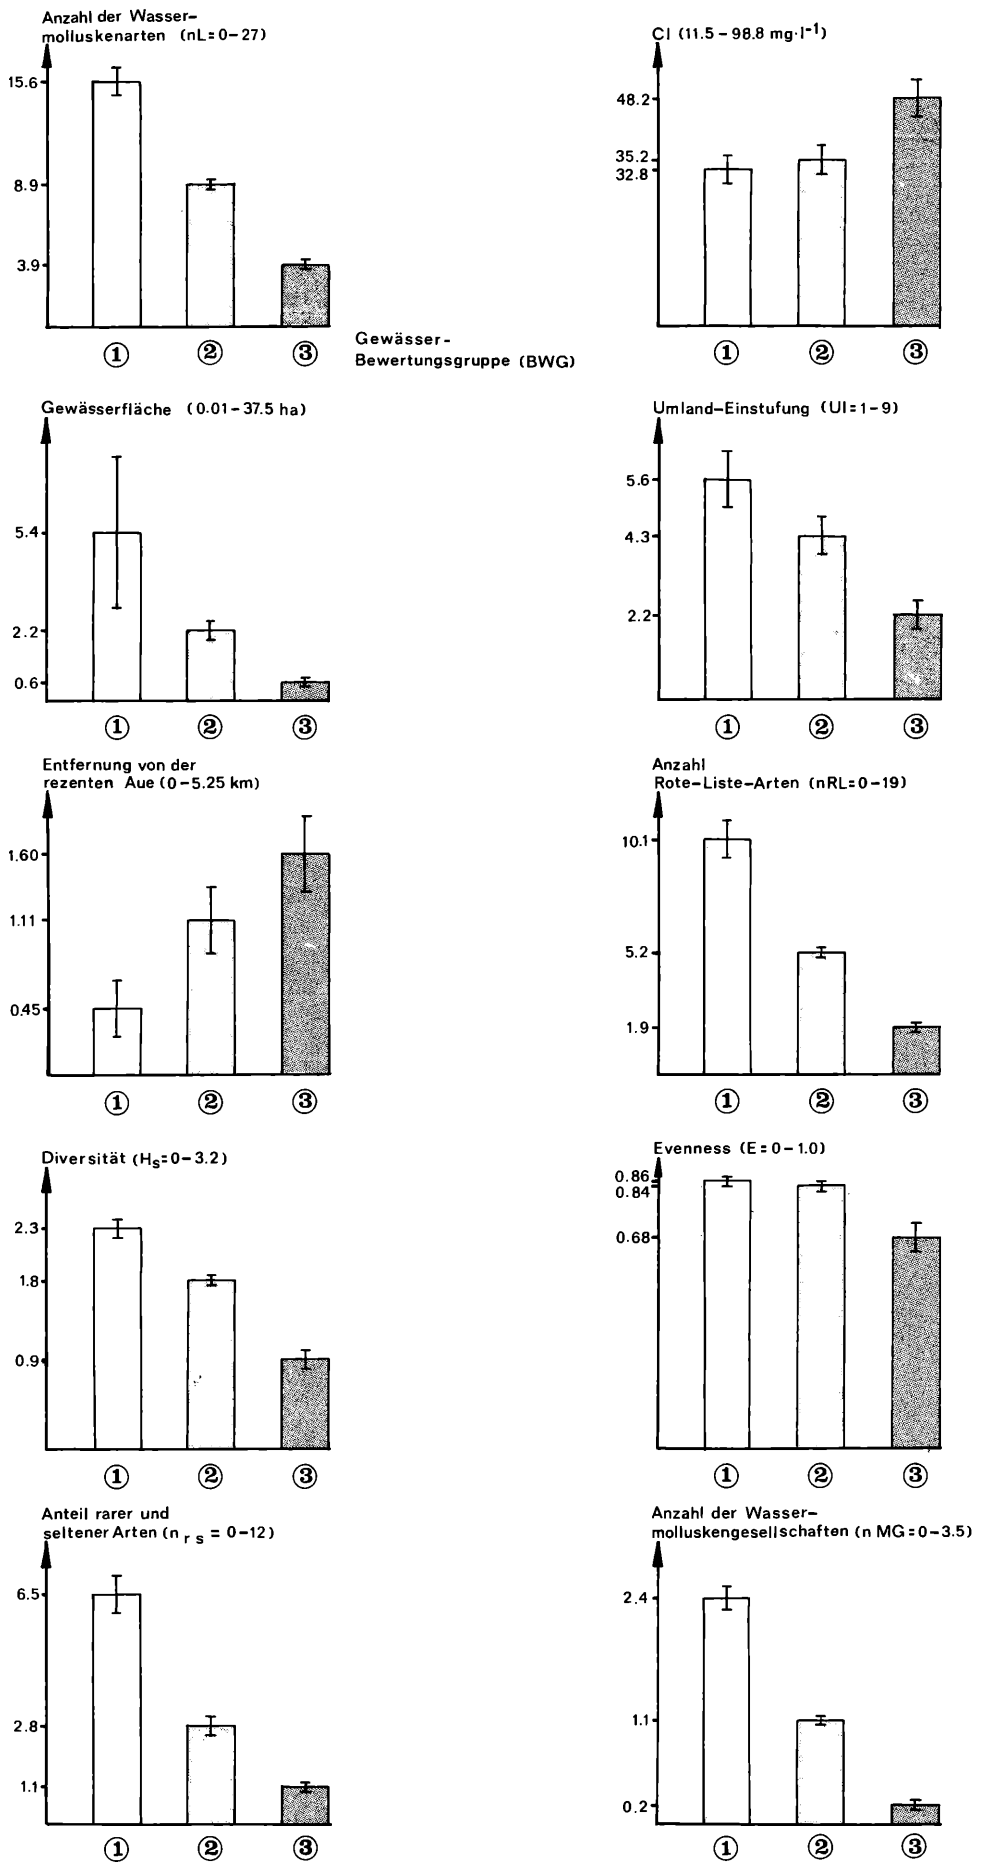 Anzahl der Wasser-
molluskenarten (nL=0–27)
15.6
8.9
3.9
① ② ③
Gewässer-
Bewertungsgruppe (BWG)
Cl (11.5–98.8 mg·l⁻¹)
48.2
35.2
32.8
① ② ③
Gewässerfläche (0.01–37.5 ha)
5.4
2.2
0.6
① ② ③
Umland-Einstufung (UI=1–9)
5.6
4.3
2.2
① ② ③
Entfernung von der
rezenten Aue (0–5.25 km)
1.60
1.11
0.45
① ② ③
Anzahl
Rote-Liste-Arten (nRL=0–19)
10.1
5.2
1.9
① ② ③
Diversität (Hₛ=0–3.2)
2.3
1.8
0.9
① ② ③
Evenness (E=0–1.0)
0.86
0.84
0.68
① ② ③
Anteil rarer und
seltener Arten (n r s = 0–12)
6.5
2.8
1.1
① ② ③
Anzahl der Wasser-
molluskengesellschaften (n MG=0–3.5)
2.4
1.1
0.2
① ② ③